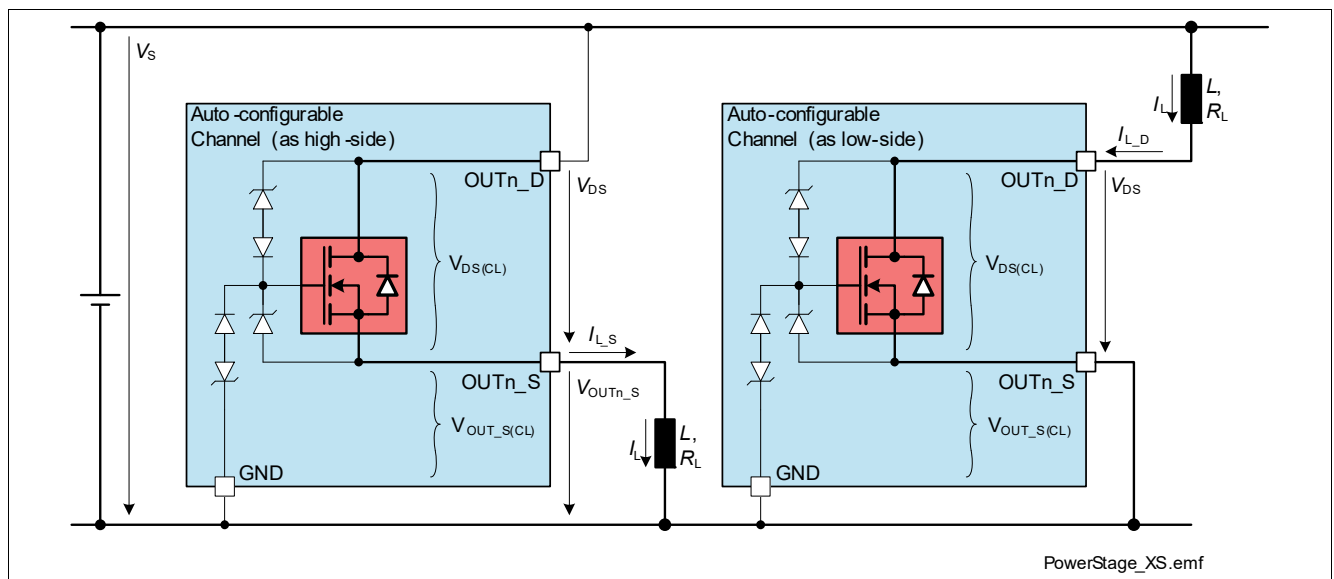 VS
Auto-configurable
Channel (as high-side)
OUTn_D
VDS
VDS(CL)
IL_S
OUTn_S
VOUTn_S
VOUT_S(CL)
IL
L,
RL
GND
Auto-configurable
Channel (as low-side)
IL
L,
RL
IL_D
OUTn_D
VDS
VDS(CL)
OUTn_S
VOUT_S(CL)
GND
PowerStage_XS.emf